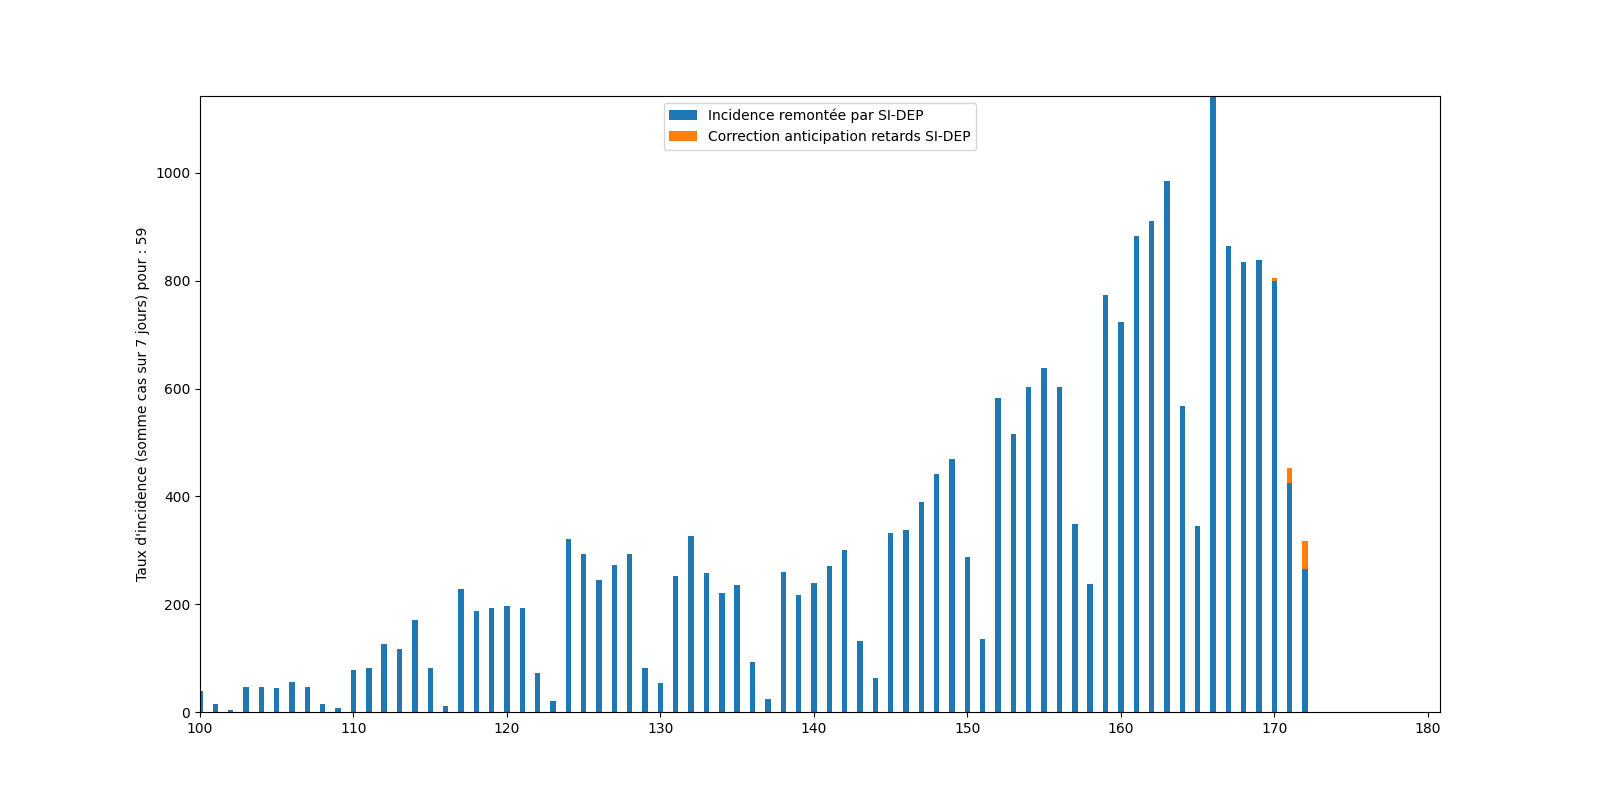 Incidence remontée par SI-DEP
Correction anticipation retards SI-DEP
Taux d'incidence (somme cas sur 7 jours) pour : 59
1000
800
600
400
200
0
100 110 120 130 140 150 160 170 180